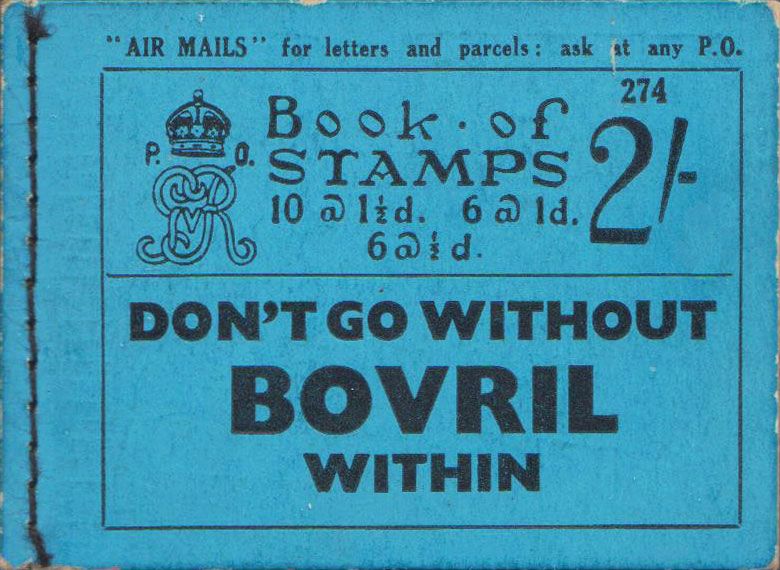 "AIR MAILS" for letters and parcels: ask at any P.O.
274
P. O.
GVR
Book · of
STAMPS
2/-
10 @ 1½d. 6 @ 1d.
6 @ ½d.
DON'T GO WITHOUT
BOVRIL
WITHIN